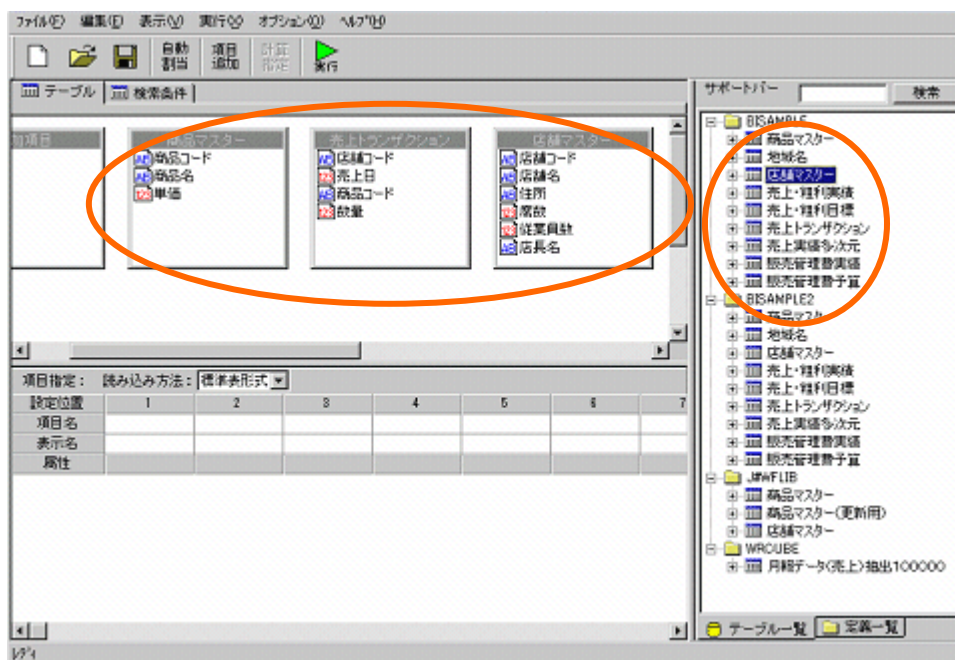 ﾌｧｲﾙ(F) 編集(E) 表示(V) 実行(X) オプション(O) ﾍﾙﾌﾟ(H)
自動割当 項目追加 計算指定 実行
テーブル 検索条件
加項目
商品マスター
商品コード
商品名
単価
売上トランザクション
店舗コード
売上日
商品コード
数量
店舗マスター
店舗コード
店舗名
住所
席数
従業員数
店長名
項目指定： 読み込み方法： 標準表形式
設定位置 1 2 3 4 5 6 7
項目名
表示名
属性
サポートバー 検索
BISAMPLE
商品マスター
地域名
店舗マスター
売上・粗利実績
売上・粗利目標
売上トランザクション
売上実績多次元
販売管理費実績
販売管理費予算
BISAMPLE2
商品マスター
地域名
店舗マスター
売上・粗利実績
売上・粗利目標
売上トランザクション
売上実績多次元
販売管理費実績
販売管理費予算
J#WFLIB
商品マスター
商品マスター(更新用)
店舗マスター
WRCUBE
月報データ(売上)抽出100000
テーブル一覧 定義一覧
ﾚﾃﾞｨ